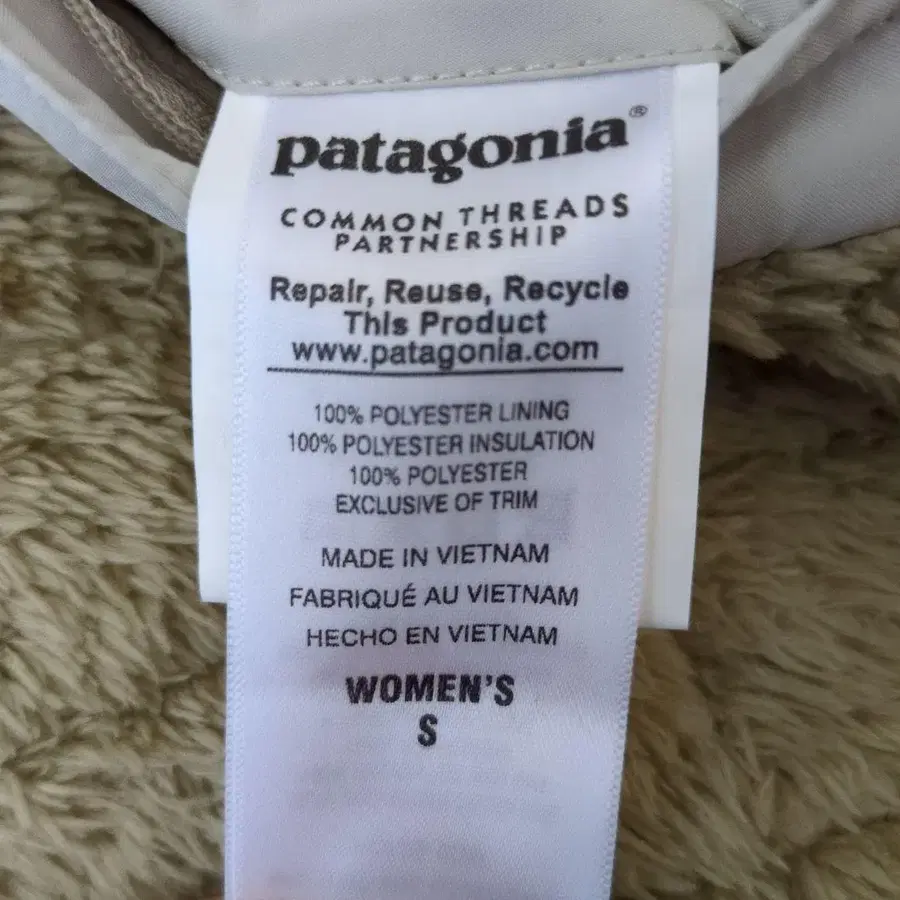 patagonia®
COMMON THREADS
PARTNERSHIP
Repair, Reuse, Recycle
This Product
www.patagonia.com
100% POLYESTER LINING
100% POLYESTER INSULATION
100% POLYESTER
EXCLUSIVE OF TRIM
MADE IN VIETNAM
FABRIQUÉ AU VIETNAM
HECHO EN VIETNAM
WOMEN'S
S